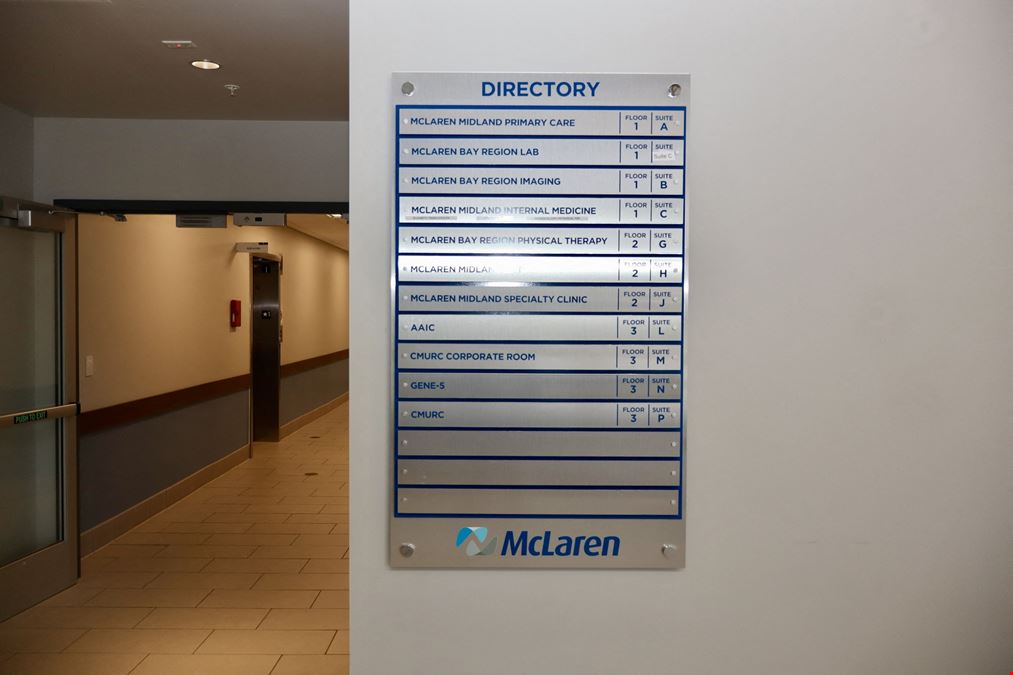 DIRECTORY
MCLAREN MIDLAND PRIMARY CARE FLOOR 1 SUITE A
MCLAREN BAY REGION LAB FLOOR 1 SUITE Suite C
MCLAREN BAY REGION IMAGING FLOOR 1 SUITE B
MCLAREN MIDLAND INTERNAL MEDICINE FLOOR 1 SUITE C
MCLAREN BAY REGION PHYSICAL THERAPY FLOOR 2 SUITE G
MCLAREN FLOOR 2 SUITE H
MCLAREN MIDLAND SPECIALTY CLINIC FLOOR 2 SUITE J
AAIC FLOOR 3 SUITE L
CMURC CORPORATE ROOM FLOOR 3 SUITE M
GENE-5 FLOOR 3 SUITE N
CMURC FLOOR 3 SUITE P
McLaren
PUSH TO EXIT